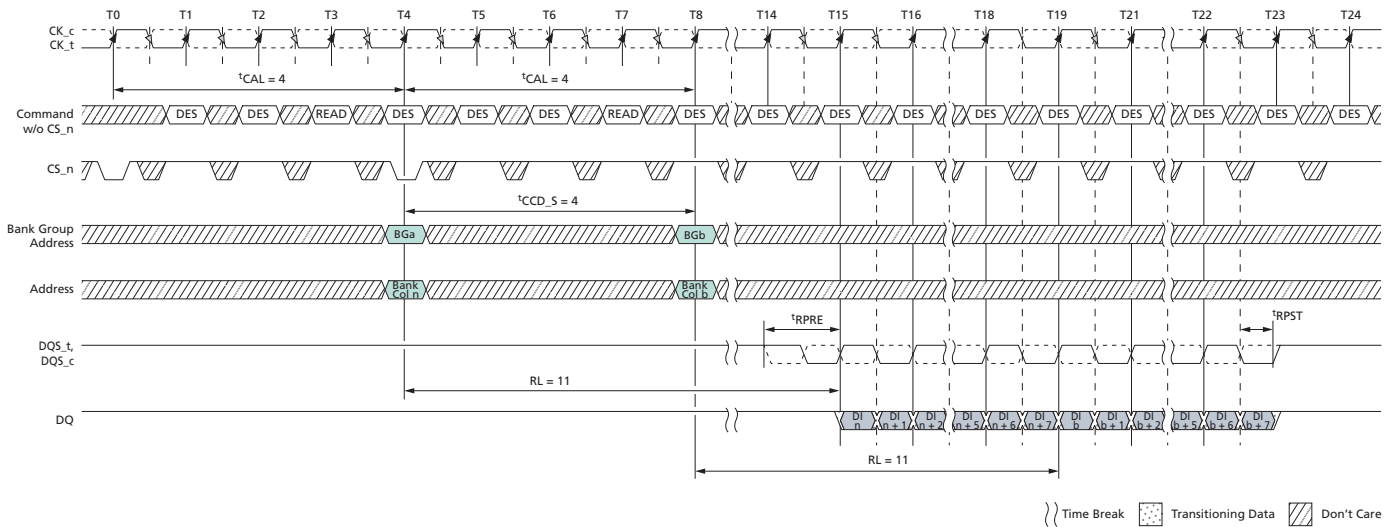 T0 T1 T2 T3 T4 T5 T6 T7 T8 T14 T15 T16 T18 T19 T21 T22 T23 T24
CK_c
CK_t
tCAL = 4 tCAL = 4
Command
w/o CS_n
DES DES READ DES DES DES READ DES DES DES DES DES DES DES DES DES DES
CS_n
tCCD_S = 4
Bank Group
Address
BGa BGb
Address
Bank
Col n
Bank
Col b
tRPRE tRPST
DQS_t,
DQS_c
RL = 11
DQ
DI
n
DI
n + 1
DI
n + 2
DI
n + 5
DI
n + 6
DI
n + 7
DI
b
DI
b + 1
DI
b + 2
DI
b + 5
DI
b + 6
DI
b + 7
RL = 11
Time Break Transitioning Data Don't Care